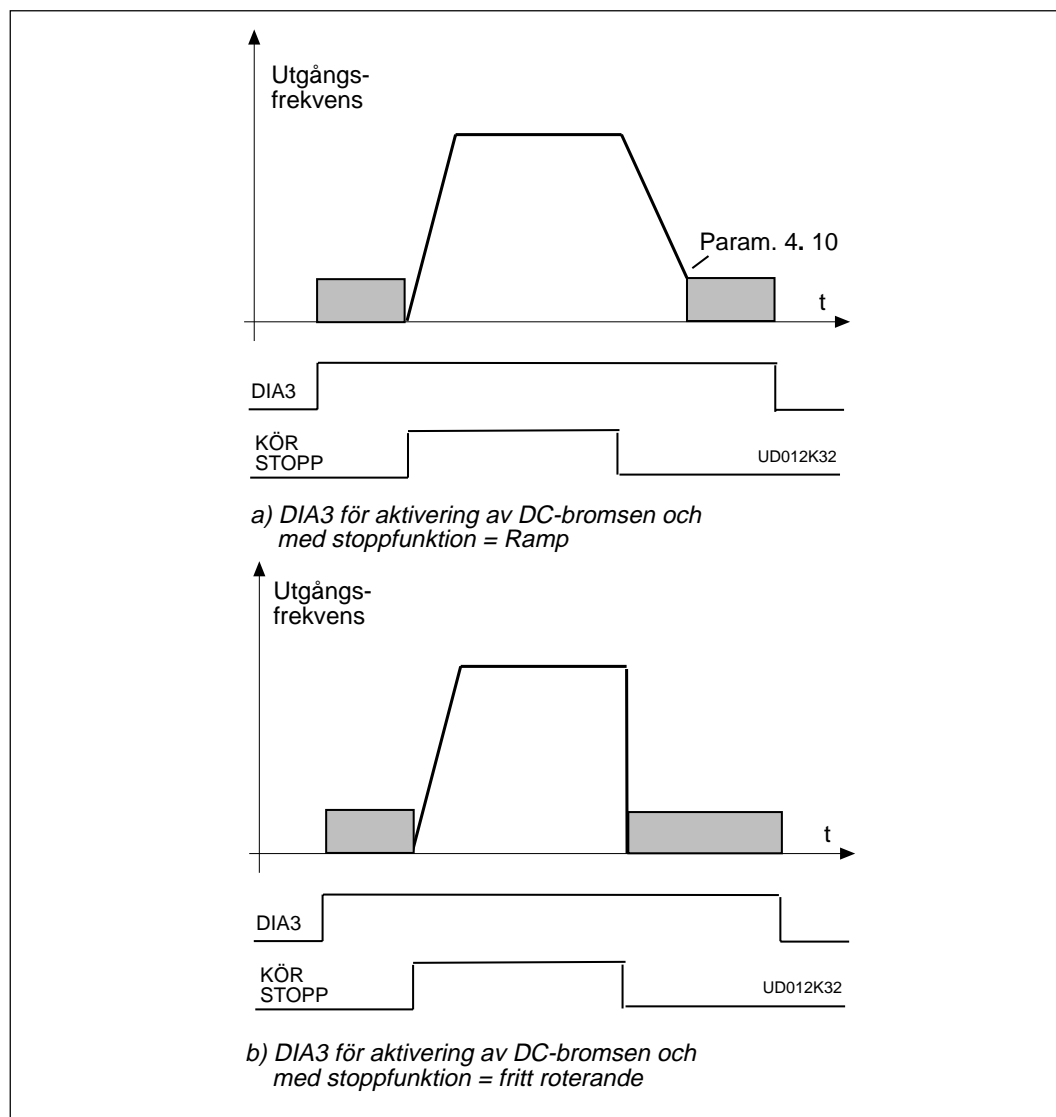 Utgångs-
frekvens
Param. 4. 10
t
DIA3
KÖR
STOPP
UD012K32
a) DIA3 för aktivering av DC-bromsen och
med stoppfunktion = Ramp
Utgångs-
frekvens
t
DIA3
KÖR
STOPP
UD012K32
b) DIA3 för aktivering av DC-bromsen och
med stoppfunktion = fritt roterande